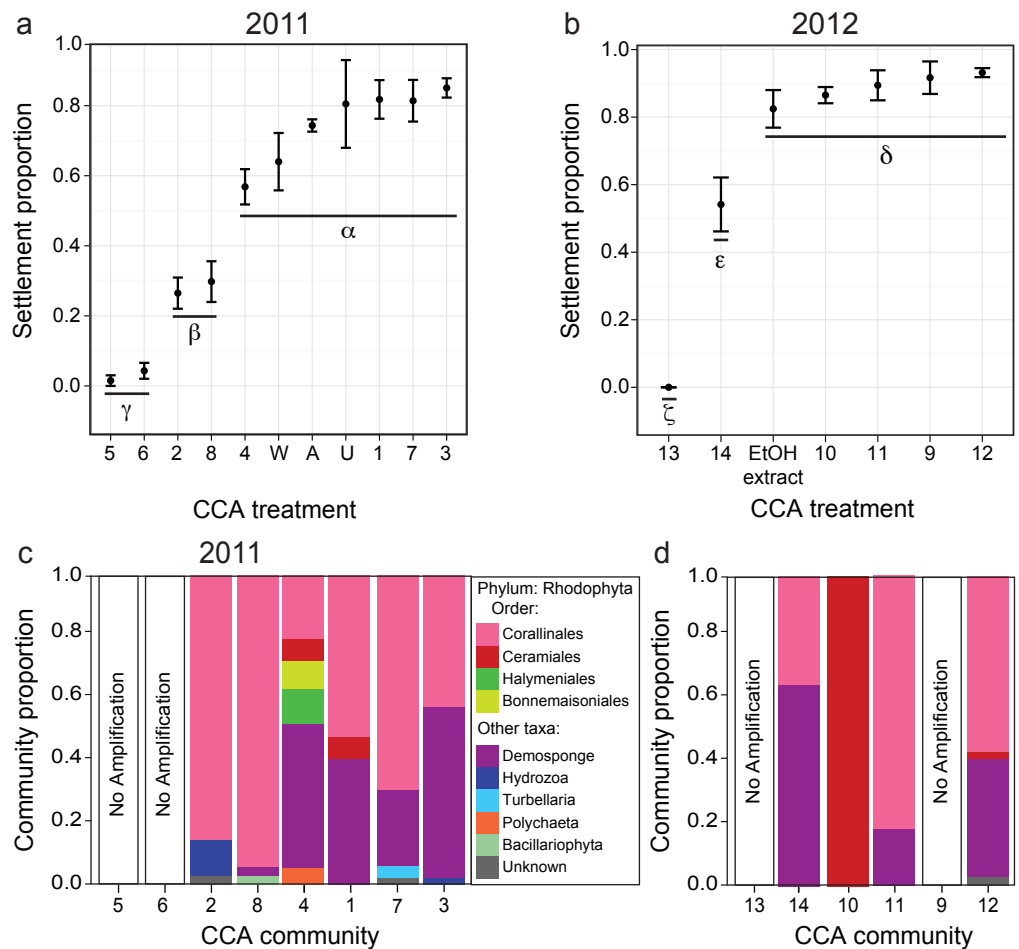 a
2011
Settlement proportion
1.0
0.8
0.6
0.4
0.2
0.0
α
β
γ
5 6 2 8 4 W A U 1 7 3
CCA treatment
b
2012
Settlement proportion
1.0
0.8
0.6
0.4
0.2
0.0
δ
ε
ζ
13 14 EtOH 10 11 9 12
extract
CCA treatment
c
2011
Community proportion
1.0
0.8
0.6
0.4
0.2
0.0
No Amplification
No Amplification
5 6 2 8 4 1 7 3
CCA community
Phylum: Rhodophyta
Order:
Corallinales
Ceramiales
Halymeniales
Bonnemaisoniales
Other taxa:
Demosponge
Hydrozoa
Turbellaria
Polychaeta
Bacillariophyta
Unknown
d
Community proportion
1.0
0.8
0.6
0.4
0.2
0.0
No Amplification
No Amplification
13 14 10 11 9 12
CCA community